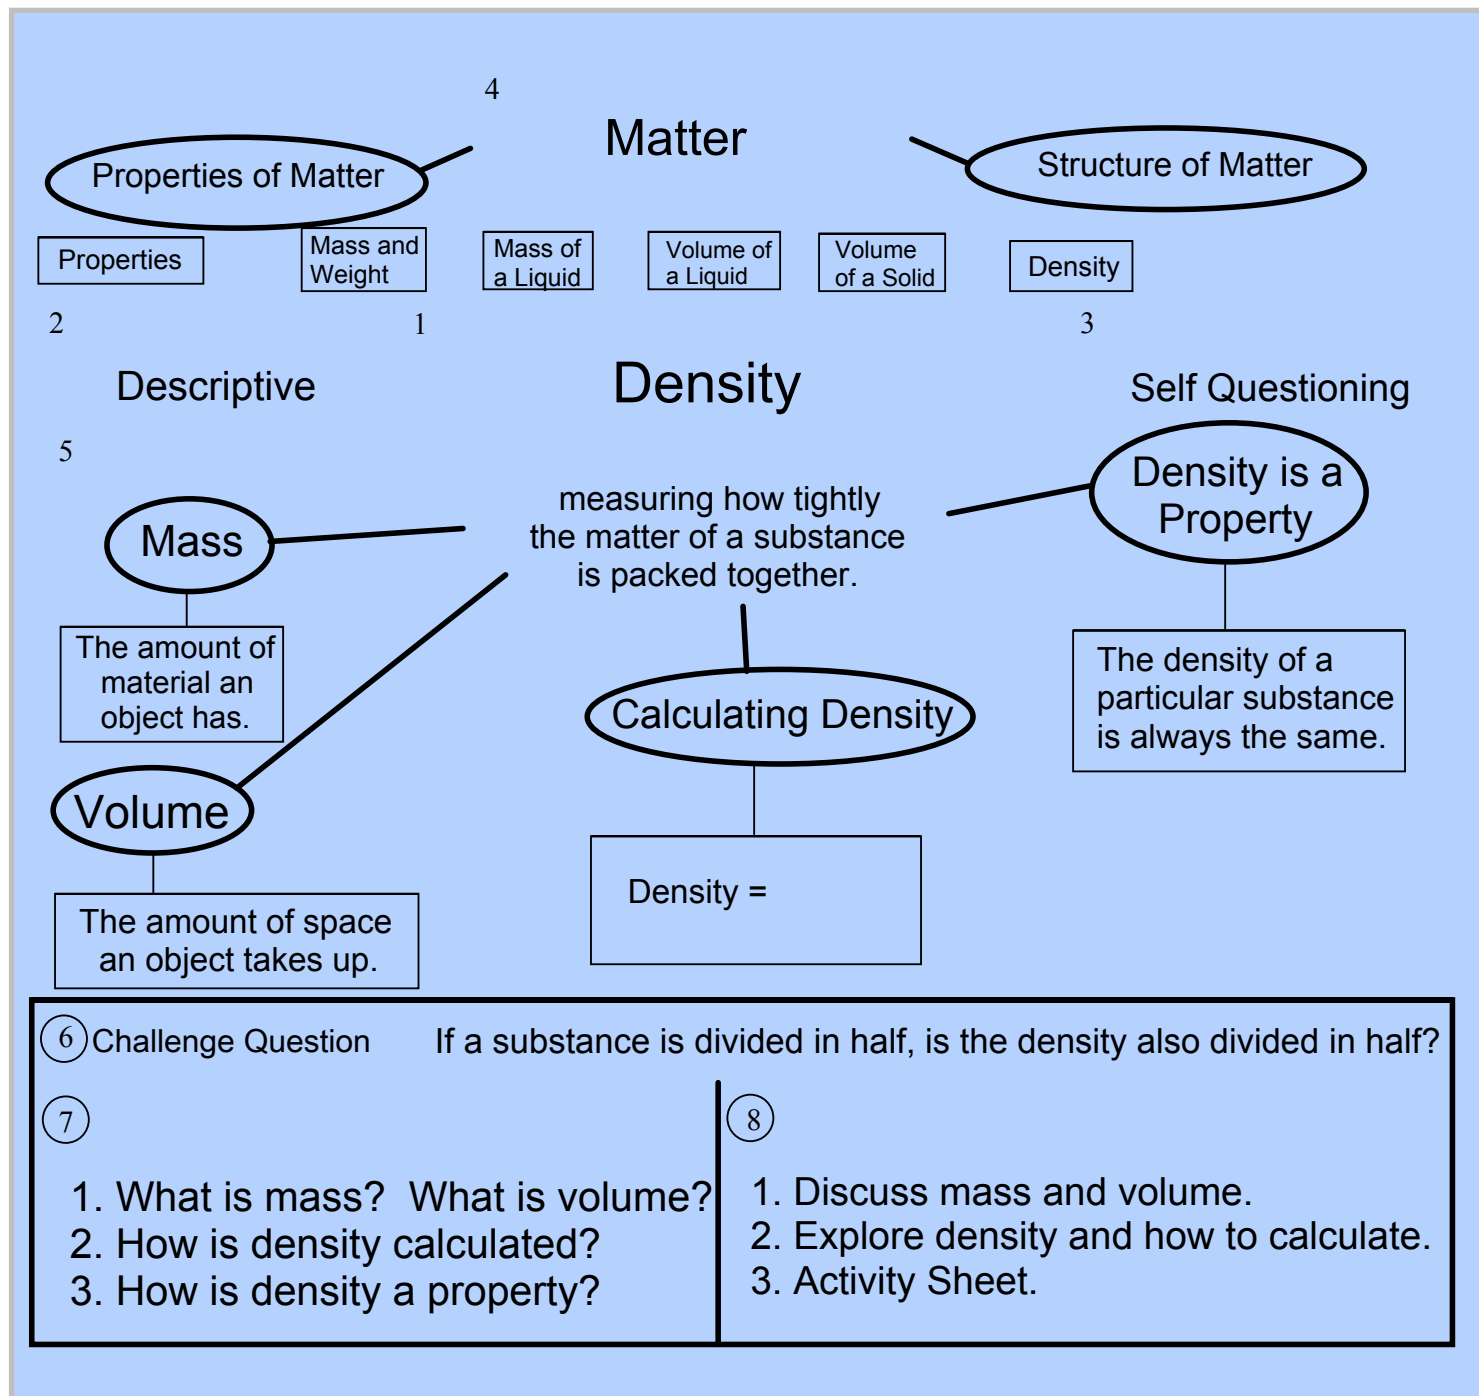 4
Matter
Properties of Matter
Structure of Matter
Properties
Mass and
Weight
Mass of
a Liquid
Volume of
a Liquid
Volume
of a Solid
Density
2
1
3
Descriptive
Density
Self Questioning
5
Mass
measuring how tightly
the matter of a substance
is packed together.
Density is a
Property
The amount of
material an
object has.
Calculating Density
The density of a
particular substance
is always the same.
Volume
The amount of space
an object takes up.
Density =
6 Challenge Question If a substance is divided in half, is the density also divided in half?
7
1. What is mass? What is volume?
2. How is density calculated?
3. How is density a property?
8
1. Discuss mass and volume.
2. Explore density and how to calculate.
3. Activity Sheet.